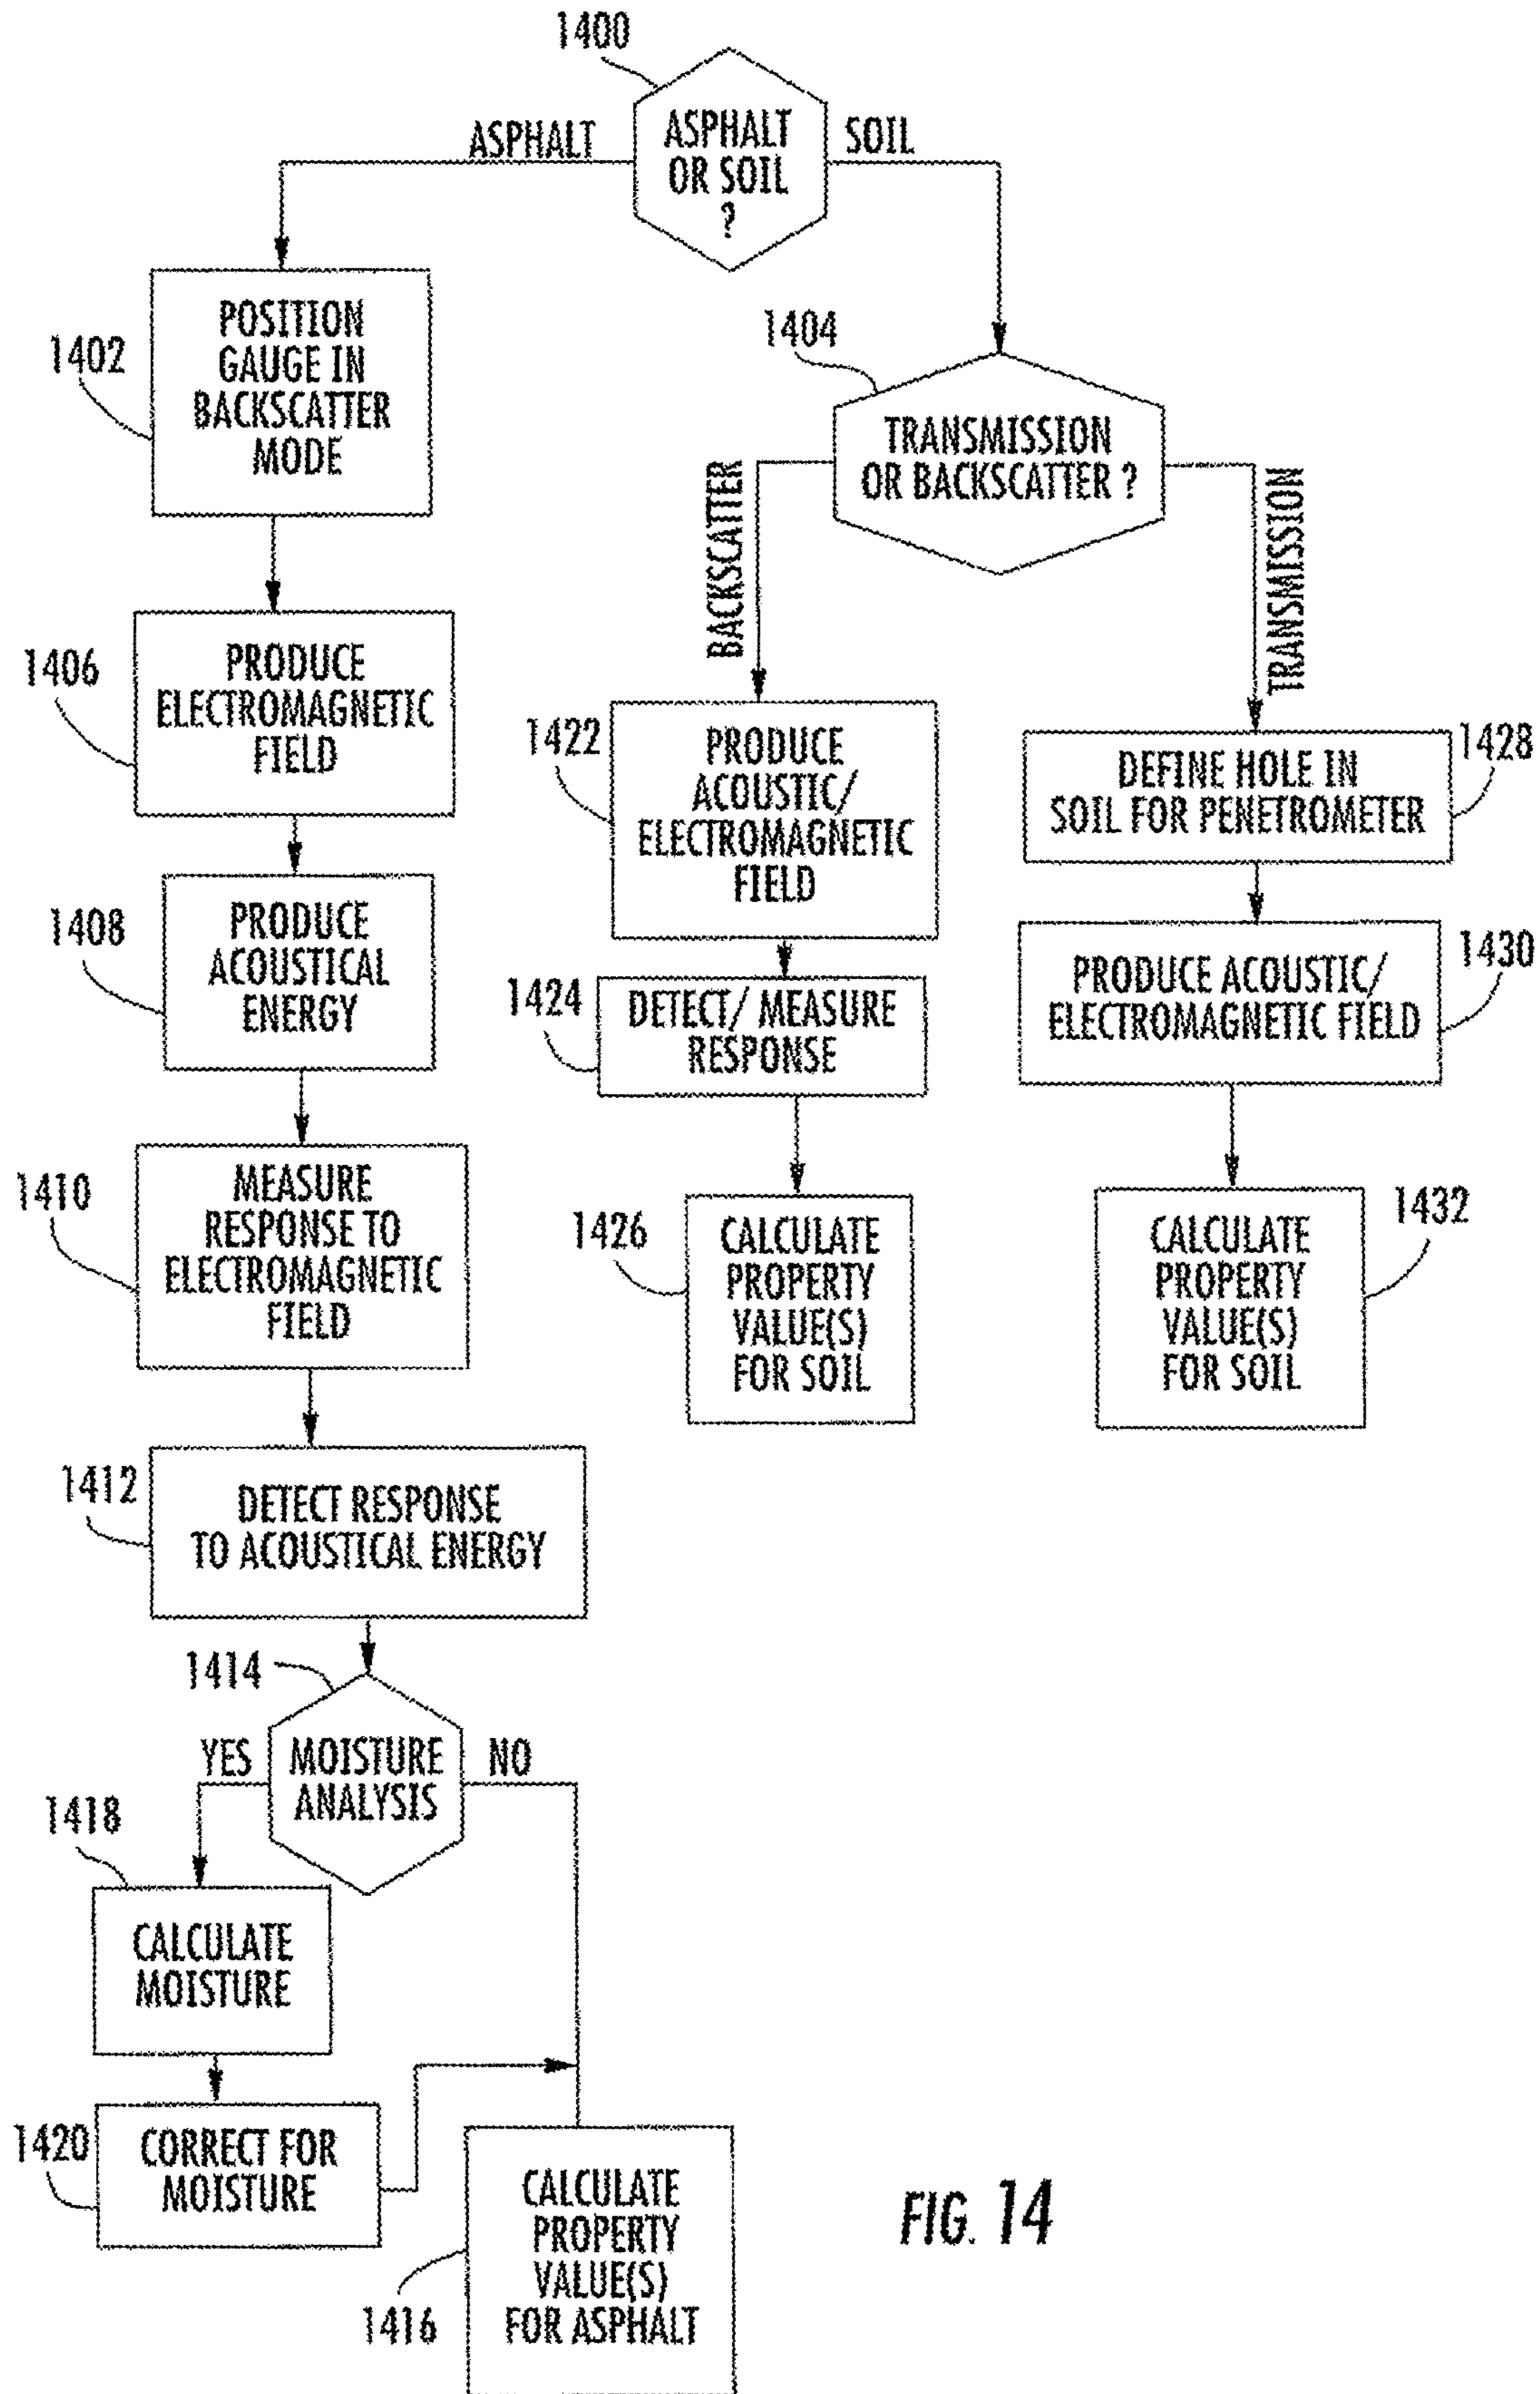 1400
ASPHALT
OR SOIL
?
ASPHALT
SOIL
1402
POSITION
GAUGE IN
BACKSCATTER
MODE
1404
TRANSMISSION
OR BACKSCATTER ?
BACKSCATTER
TRANSMISSION
1406
PRODUCE
ELECTROMAGNETIC
FIELD
1408
PRODUCE
ACOUSTICAL
ENERGY
1410
MEASURE
RESPONSE TO
ELECTROMAGNETIC
FIELD
1412
DETECT RESPONSE
TO ACOUSTICAL ENERGY
1414
MOISTURE
ANALYSIS
YES
NO
1418
CALCULATE
MOISTURE
1420
CORRECT FOR
MOISTURE
1416
CALCULATE
PROPERTY
VALUE(S)
FOR ASPHALT
1422
PRODUCE
ACOUSTIC/
ELECTROMAGNETIC
FIELD
1424
DETECT/ MEASURE
RESPONSE
1426
CALCULATE
PROPERTY
VALUE(S)
FOR SOIL
1428
DEFINE HOLE IN
SOIL FOR PENETROMETER
1430
PRODUCE ACOUSTIC/
ELECTROMAGNETIC FIELD
1432
CALCULATE
PROPERTY
VALUE(S)
FOR SOIL
FIG. 14